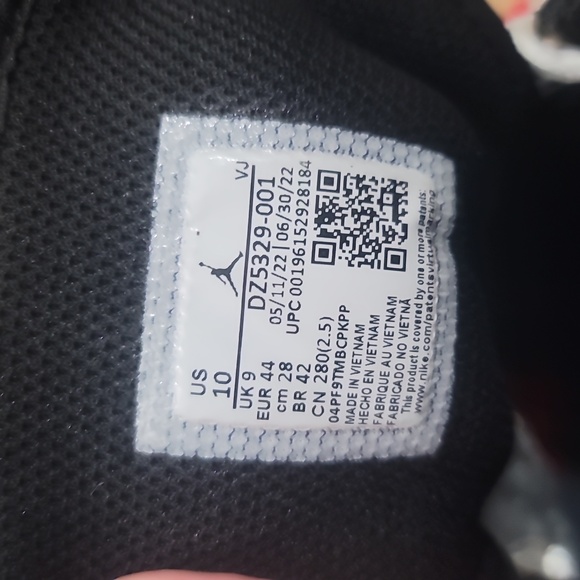 US
10
VJ
UK 9
EUR 44
cm 28
BR 42
CN 280(2.5)
DZ5329-001
05/11/22 | 06/30/22
UPC 00196152928184
04PF9TMBCPKPP
MADE IN VIETNAM
HECHO EN VIETNAM
FABRIQUE AU VIETNAM
FABRICADO NO VIETNÃ
This product is covered by one or more patents:
www.nike.com/patentsvirtualmarking